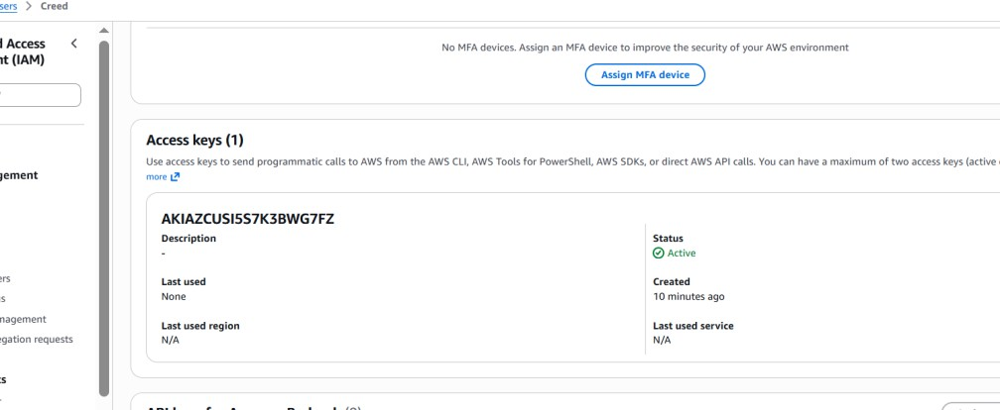 sers > Creed
d Access
nt (IAM)
No MFA devices. Assign an MFA device to improve the security of your AWS environment
Assign MFA device
Access keys (1)
Use access keys to send programmatic calls to AWS from the AWS CLI, AWS Tools for PowerShell, AWS SDKs, or direct AWS API calls. You can have a maximum of two access keys (active
more
gement
AKIAZCUSI5S7K3BWG7FZ
Description
-
Status
Active
Last used
None
Created
10 minutes ago
Last used region
N/A
Last used service
N/A
ers
s
nagement
egation requests
ts